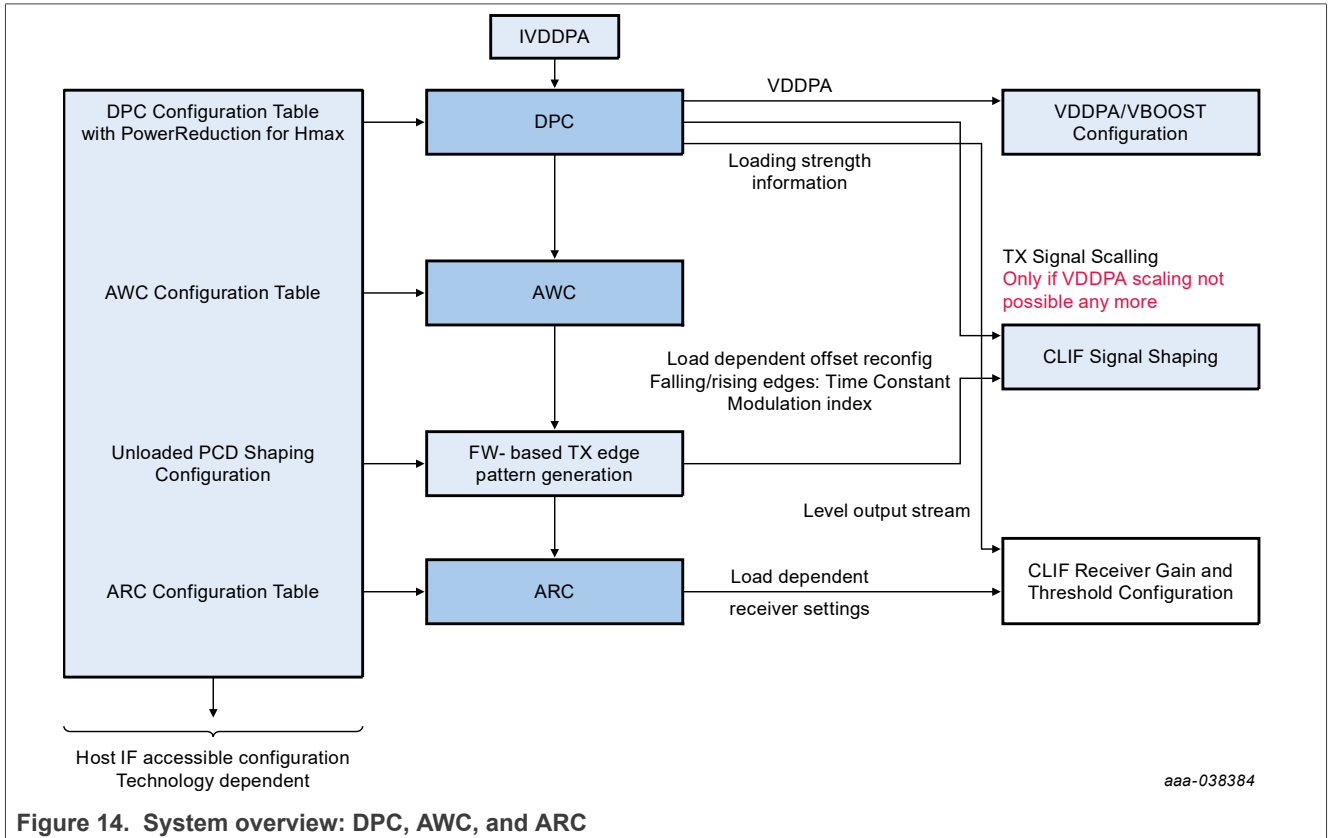 IVDDPA
DPC Configuration Table
with PowerReduction for Hmax
DPC
VDDPA
VDDPA/VBOOST
Configuration
Loading strength
information
AWC Configuration Table
AWC
TX Signal Scalling
Only if VDDPA scaling not
possible any more
Load dependent offset reconfig
Falling/rising edges: Time Constant
Modulation index
CLIF Signal Shaping
Unloaded PCD Shaping
Configuration
FW- based TX edge
pattern generation
Level output stream
ARC Configuration Table
ARC
Load dependent
receiver settings
CLIF Receiver Gain and
Threshold Configuration
Host IF accessible configuration
Technology dependent
aaa-038384
Figure 14. System overview: DPC, AWC, and ARC